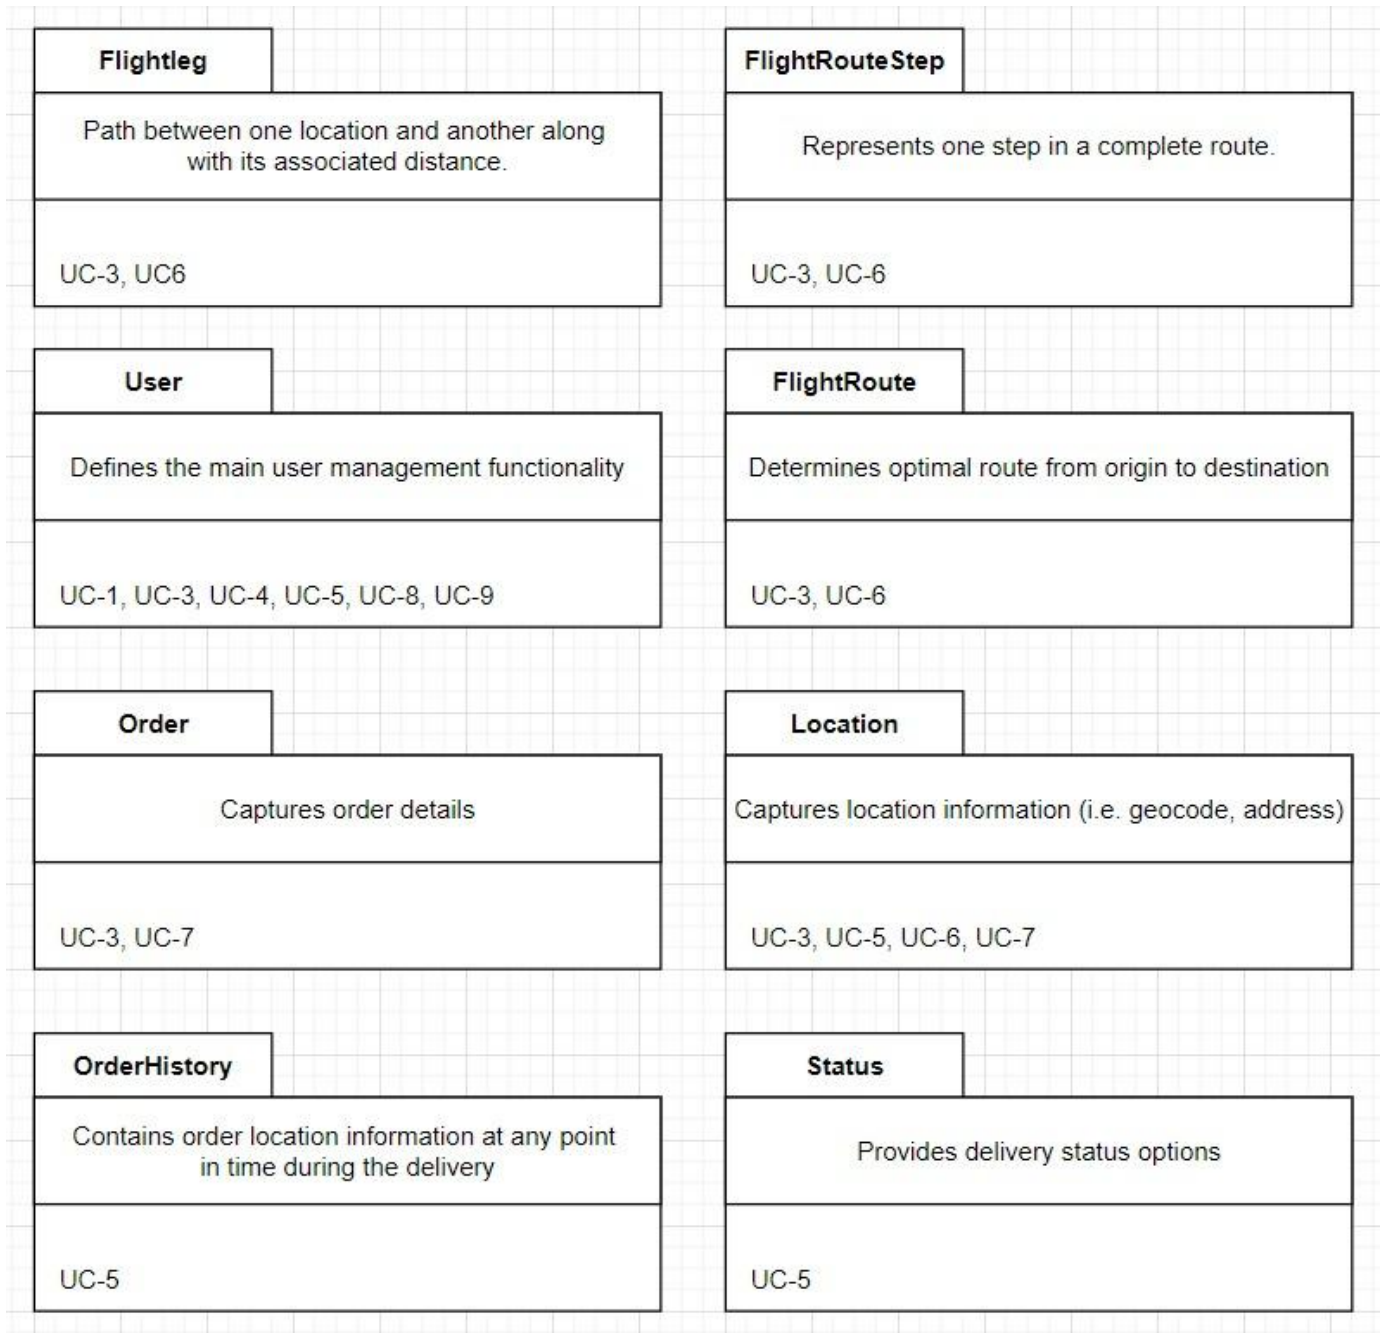 Flightleg
Path between one location and another along
with its associated distance.
UC-3, UC6
FlightRouteStep
Represents one step in a complete route.
UC-3, UC-6
User
Defines the main user management functionality
UC-1, UC-3, UC-4, UC-5, UC-8, UC-9
FlightRoute
Determines optimal route from origin to destination
UC-3, UC-6
Order
Captures order details
UC-3, UC-7
Location
Captures location information (i.e. geocode, address)
UC-3, UC-5, UC-6, UC-7
OrderHistory
Contains order location information at any point
in time during the delivery
UC-5
Status
Provides delivery status options
UC-5